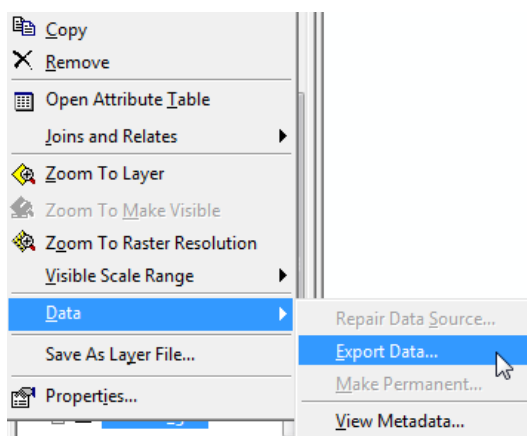 Copy
Remove
Open Attribute Table
Joins and Relates
Zoom To Layer
Zoom To Make Visible
Zoom To Raster Resolution
Visible Scale Range
Data
Repair Data Source...
Save As Layer File...
Export Data...
Make Permanent...
Properties...
View Metadata...